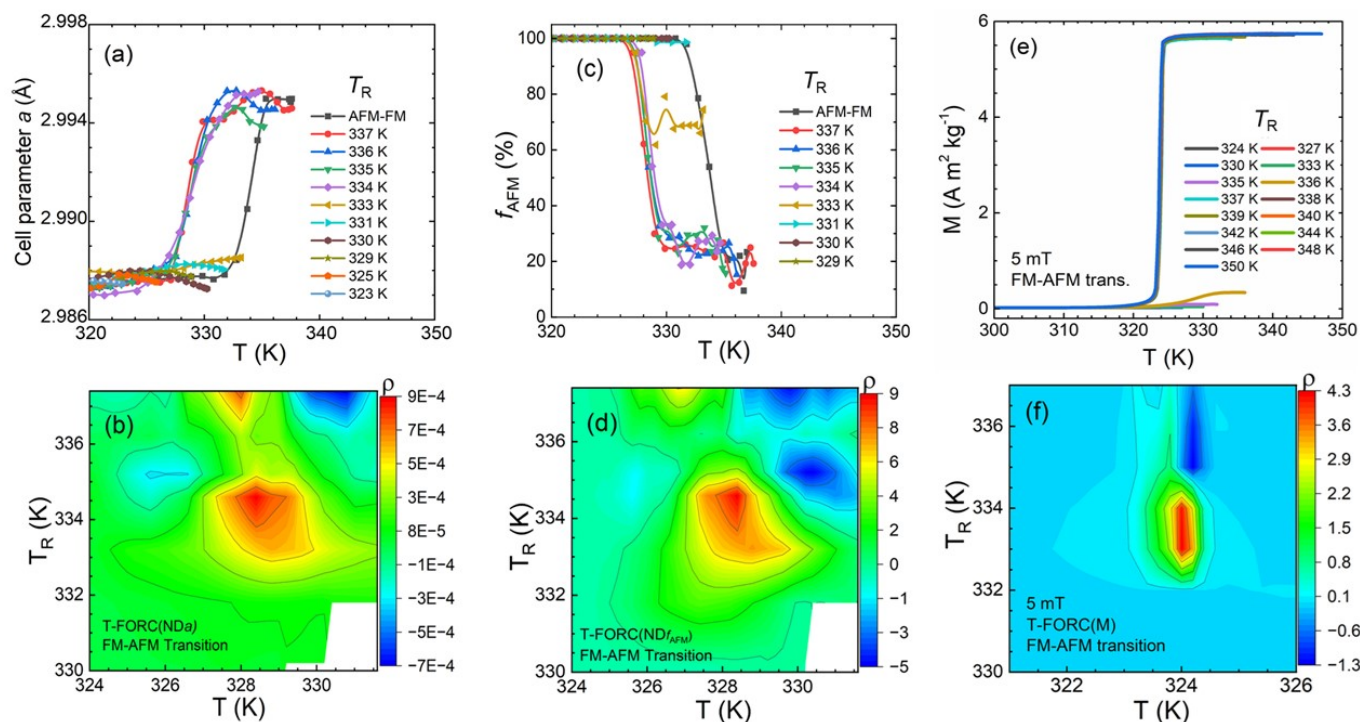 (a)
Cell parameter a (Å)
2.998
2.994
2.990
2.986
T_R
AFM-FM
337 K
336 K
335 K
334 K
333 K
331 K
330 K
329 K
325 K
323 K
320 330 340 350
T (K)
(c)
f_AFM (%)
100
80
60
40
20
0
T_R
AFM-FM
337 K
336 K
335 K
334 K
333 K
331 K
330 K
329 K
320 330 340 350
T (K)
(e)
M (A m² kg⁻¹)
6
4
2
0
T_R
324 K 327 K
330 K 333 K
335 K 336 K
337 K 338 K
339 K 340 K
342 K 344 K
346 K 348 K
350 K
5 mT
FM-AFM trans.
300 310 320 330 340 350
T (K)
(b)
T_R (K)
336
334
332
330
T-FORC(NDa)
FM-AFM Transition
324 326 328 330
T (K)
ρ
9E−4
7E−4
5E−4
3E−4
8E−5
−1E−4
−3E−4
−5E−4
−7E−4
(d)
T_R (K)
336
334
332
330
T-FORC(NDf_AFM)
FM-AFM Transition
324 326 328 330
T (K)
ρ
9
8
6
4
2
0
−1
−3
−5
(f)
T_R (K)
336
334
332
330
5 mT
T-FORC(M)
FM-AFM transition
322 324 326
T (K)
ρ
4.3
3.6
2.9
2.2
1.5
0.1
−0.6
−1.3